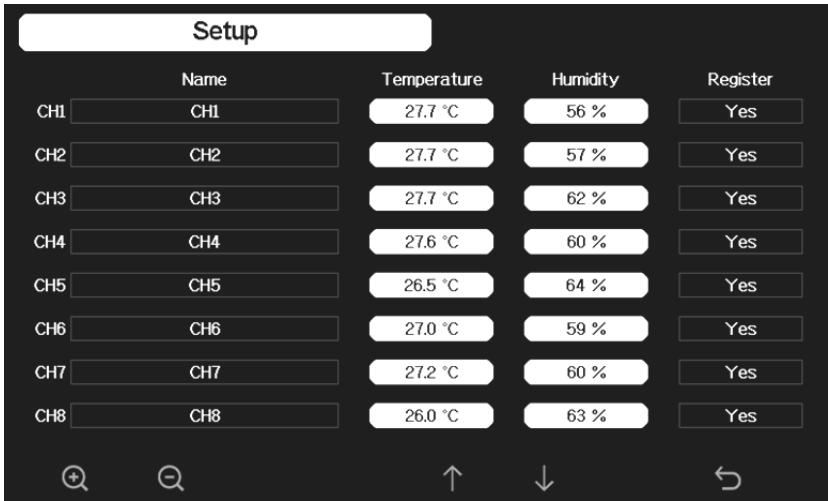 Setup
Name Temperature Humidity Register
CH1 CH1 27.7 °C 56 % Yes
CH2 CH2 27.7 °C 57 % Yes
CH3 CH3 27.7 °C 62 % Yes
CH4 CH4 27.6 °C 60 % Yes
CH5 CH5 26.5 °C 64 % Yes
CH6 CH6 27.0 °C 59 % Yes
CH7 CH7 27.2 °C 60 % Yes
CH8 CH8 26.0 °C 63 % Yes